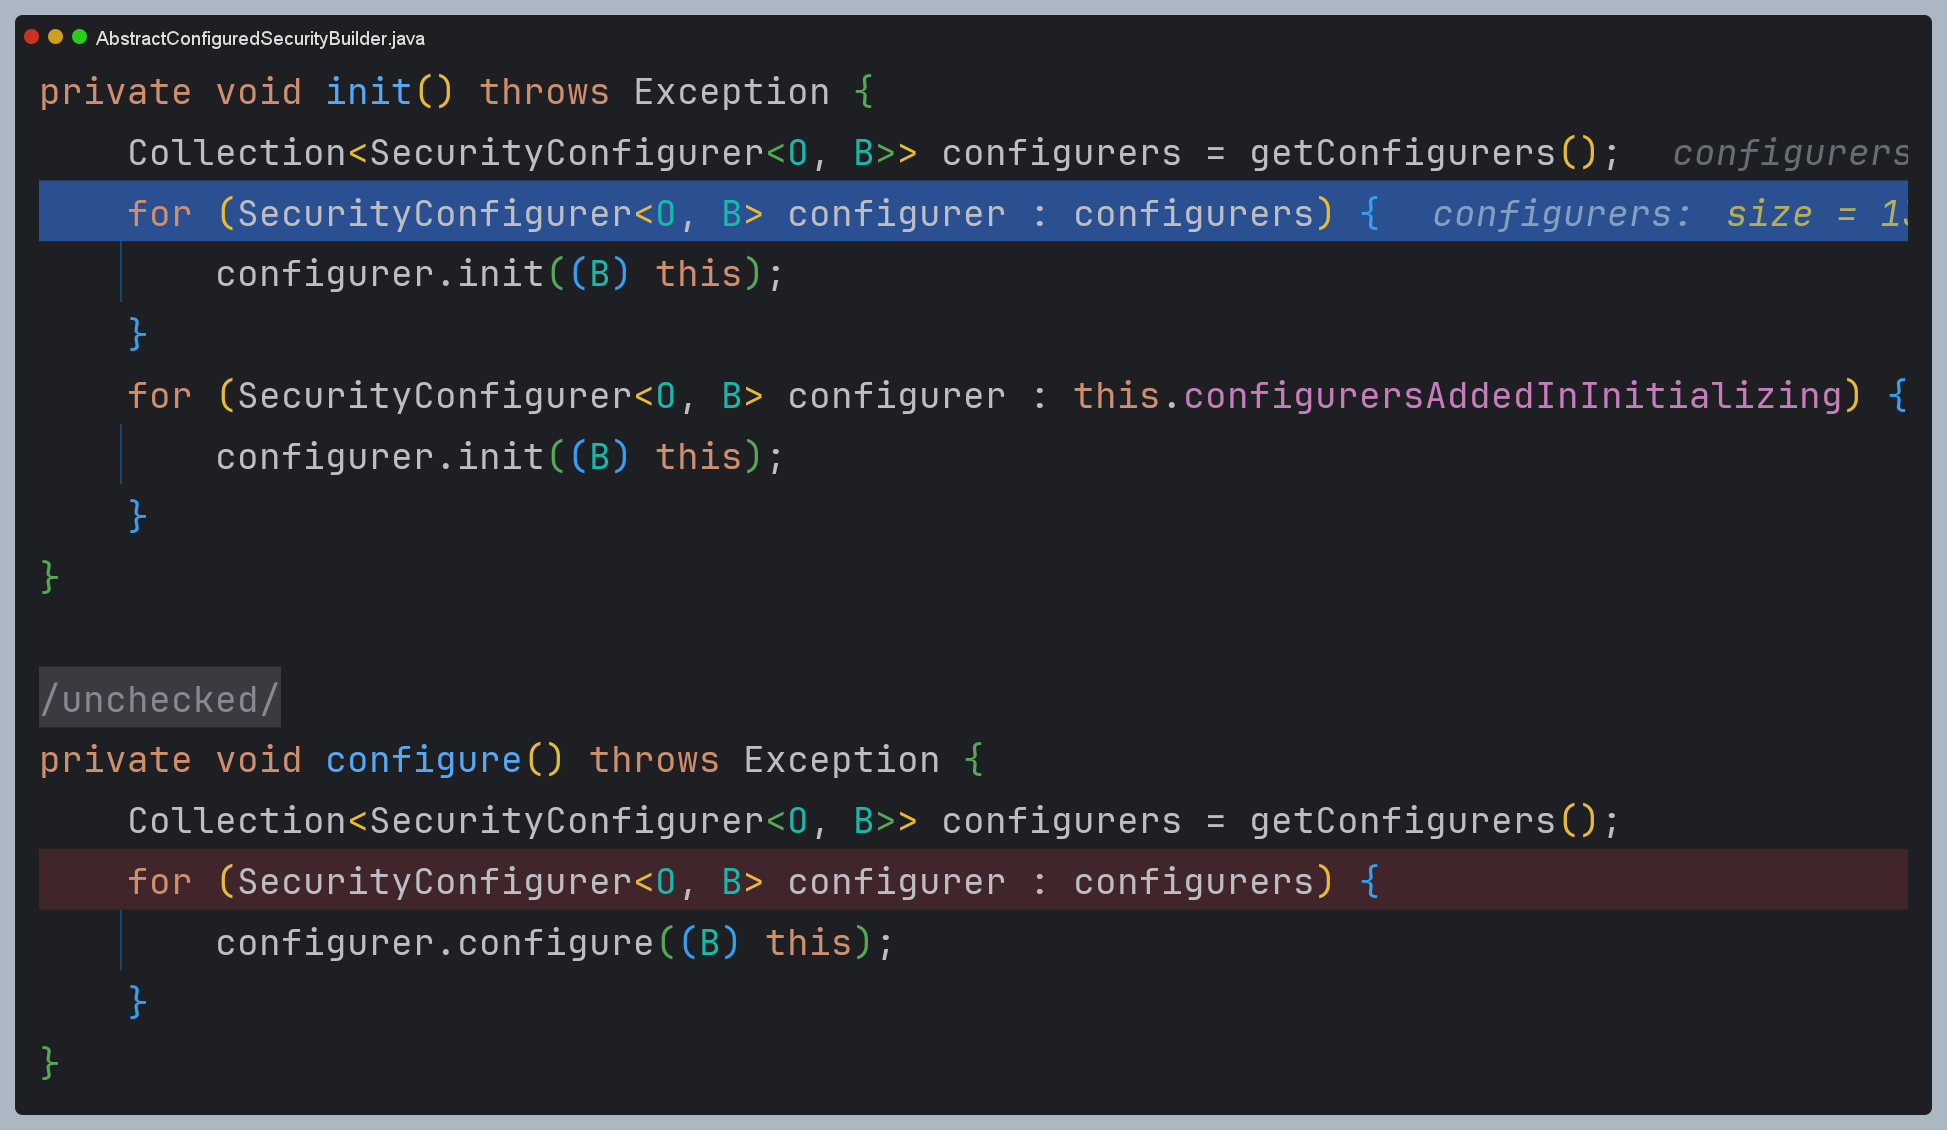 AbstractConfiguredSecurityBuilder.java
private void init() throws Exception {
    Collection<SecurityConfigurer<O, B>> configurers = getConfigurers();  configurers
    for (SecurityConfigurer<O, B> configurer : configurers) {  configurers: size = 
        configurer.init((B) this);
    }
    for (SecurityConfigurer<O, B> configurer : this.configurersAddedInInitializing) {
        configurer.init((B) this);
    }
}
/unchecked/
private void configure() throws Exception {
    Collection<SecurityConfigurer<O, B>> configurers = getConfigurers();
    for (SecurityConfigurer<O, B> configurer : configurers) {
        configurer.configure((B) this);
    }
}